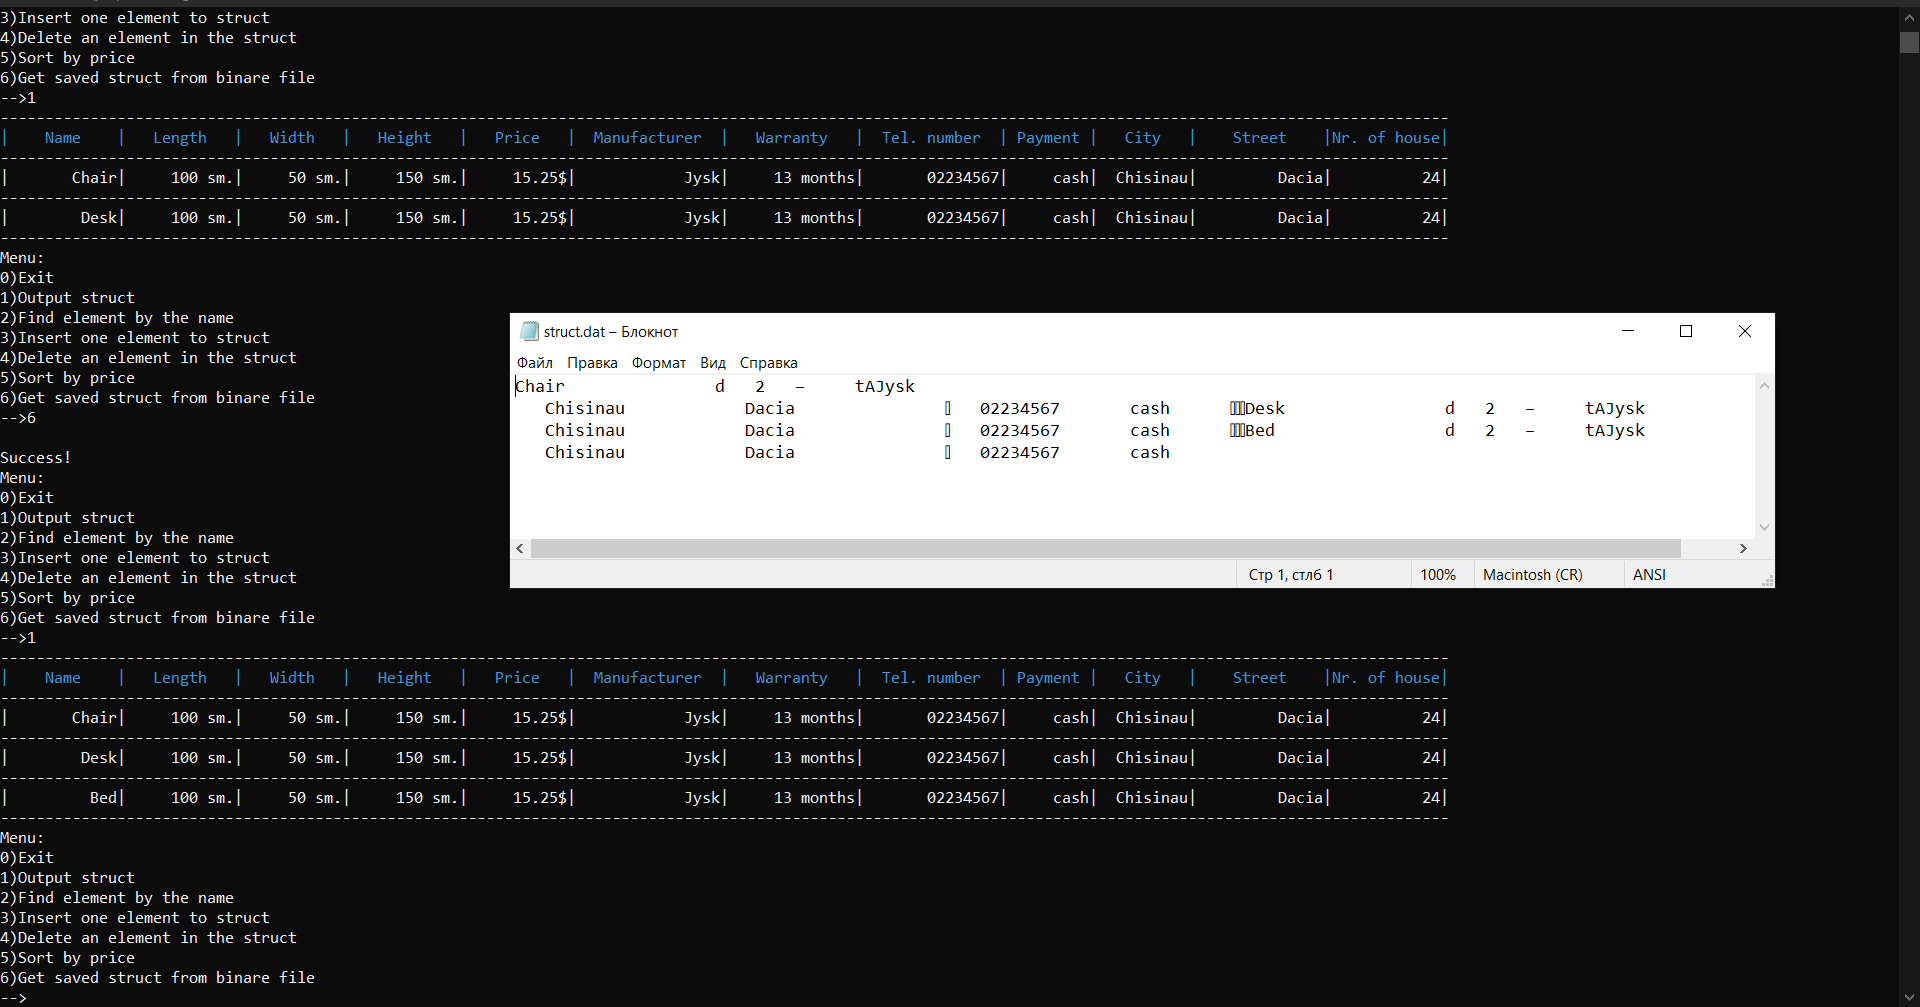 3)Insert one element to struct
4)Delete an element in the struct
5)Sort by price
6)Get saved struct from binare file
-->1
| Name | Length | Width | Height | Price | Manufacturer | Warranty | Tel. number | Payment | City | Street |Nr. of house|
| Chair| 100 sm.| 50 sm.| 150 sm.| 15.25$| Jysk| 13 months| 02234567| cash| Chisinau| Dacia| 24|
| Desk| 100 sm.| 50 sm.| 150 sm.| 15.25$| Jysk| 13 months| 02234567| cash| Chisinau| Dacia| 24|
Menu:
0)Exit
1)Output struct
2)Find element by the name
3)Insert one element to struct
4)Delete an element in the struct
5)Sort by price
6)Get saved struct from binare file
-->6
Success!
Menu:
0)Exit
1)Output struct
2)Find element by the name
3)Insert one element to struct
4)Delete an element in the struct
5)Sort by price
6)Get saved struct from binare file
-->1
struct.dat – Блокнот
Файл Правка Формат Вид Справка
Chair d 2 – tAJysk
Chisinau Dacia 02234567 cash Desk d 2 – tAJysk
Chisinau Dacia 02234567 cash Bed d 2 – tAJysk
Chisinau Dacia 02234567 cash
Стр 1, стлб 1 100% Macintosh (CR) ANSI
| Name | Length | Width | Height | Price | Manufacturer | Warranty | Tel. number | Payment | City | Street |Nr. of house|
| Chair| 100 sm.| 50 sm.| 150 sm.| 15.25$| Jysk| 13 months| 02234567| cash| Chisinau| Dacia| 24|
| Desk| 100 sm.| 50 sm.| 150 sm.| 15.25$| Jysk| 13 months| 02234567| cash| Chisinau| Dacia| 24|
| Bed| 100 sm.| 50 sm.| 150 sm.| 15.25$| Jysk| 13 months| 02234567| cash| Chisinau| Dacia| 24|
Menu:
0)Exit
1)Output struct
2)Find element by the name
3)Insert one element to struct
4)Delete an element in the struct
5)Sort by price
6)Get saved struct from binare file
-->